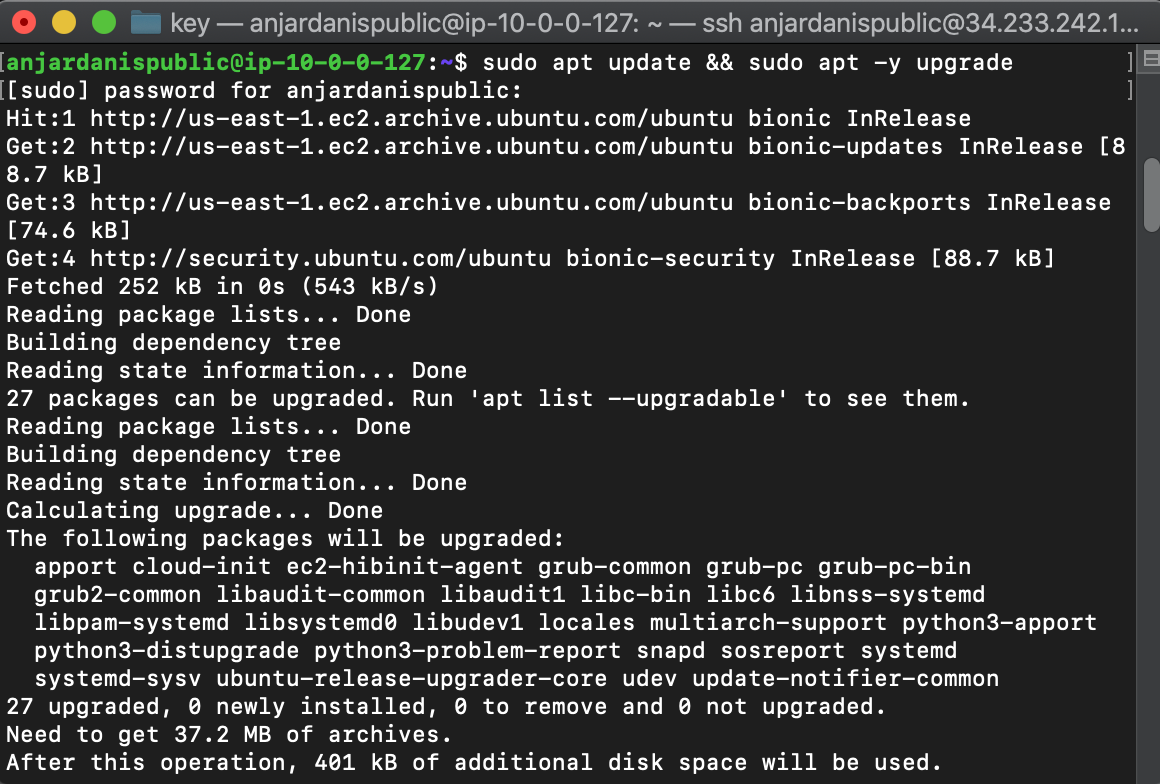 key — anjardanispublic@ip-10-0-0-127: ~ — ssh anjardanispublic@34.233.242.1...
[anjardanispublic@ip-10-0-0-127:~$ sudo apt update && sudo apt -y upgrade ]
[[sudo] password for anjardanispublic: ]
Hit:1 http://us-east-1.ec2.archive.ubuntu.com/ubuntu bionic InRelease
Get:2 http://us-east-1.ec2.archive.ubuntu.com/ubuntu bionic-updates InRelease [8
8.7 kB]
Get:3 http://us-east-1.ec2.archive.ubuntu.com/ubuntu bionic-backports InRelease
[74.6 kB]
Get:4 http://security.ubuntu.com/ubuntu bionic-security InRelease [88.7 kB]
Fetched 252 kB in 0s (543 kB/s)
Reading package lists... Done
Building dependency tree
Reading state information... Done
27 packages can be upgraded. Run 'apt list --upgradable' to see them.
Reading package lists... Done
Building dependency tree
Reading state information... Done
Calculating upgrade... Done
The following packages will be upgraded:
  apport cloud-init ec2-hibinit-agent grub-common grub-pc grub-pc-bin
  grub2-common libaudit-common libaudit1 libc-bin libc6 libnss-systemd
  libpam-systemd libsystemd0 libudev1 locales multiarch-support python3-apport
  python3-distupgrade python3-problem-report snapd sosreport systemd
  systemd-sysv ubuntu-release-upgrader-core udev update-notifier-common
27 upgraded, 0 newly installed, 0 to remove and 0 not upgraded.
Need to get 37.2 MB of archives.
After this operation, 401 kB of additional disk space will be used.